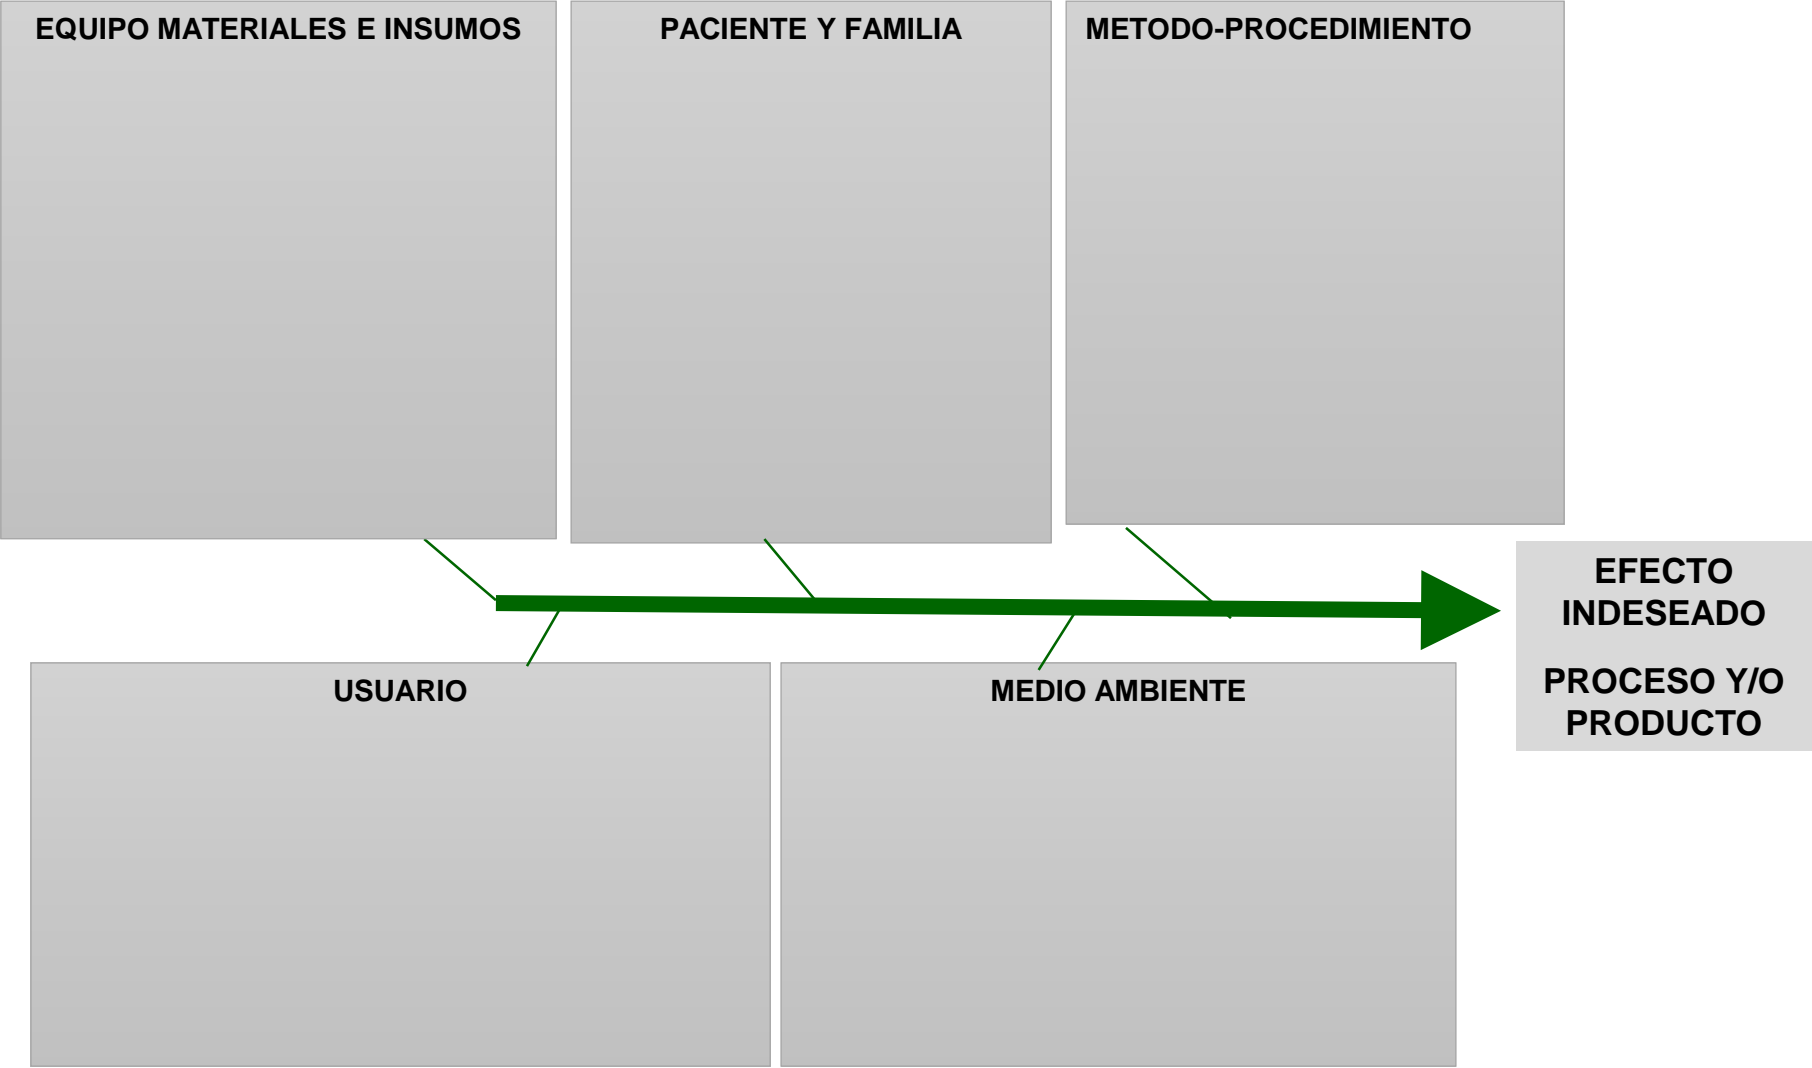 EQUIPO MATERIALES E INSUMOS
PACIENTE Y FAMILIA
METODO-PROCEDIMIENTO
EFECTO
INDESEADO
PROCESO Y/O
PRODUCTO
USUARIO
MEDIO AMBIENTE